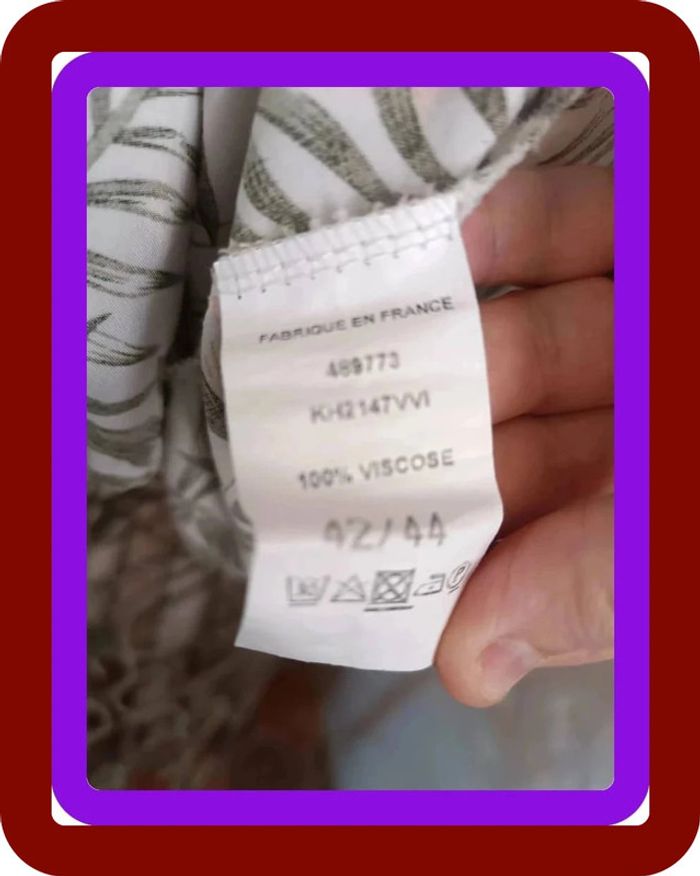 FABRIQUE EN FRANCE
489773
KH2147VVI
100% VISCOSE
42/44